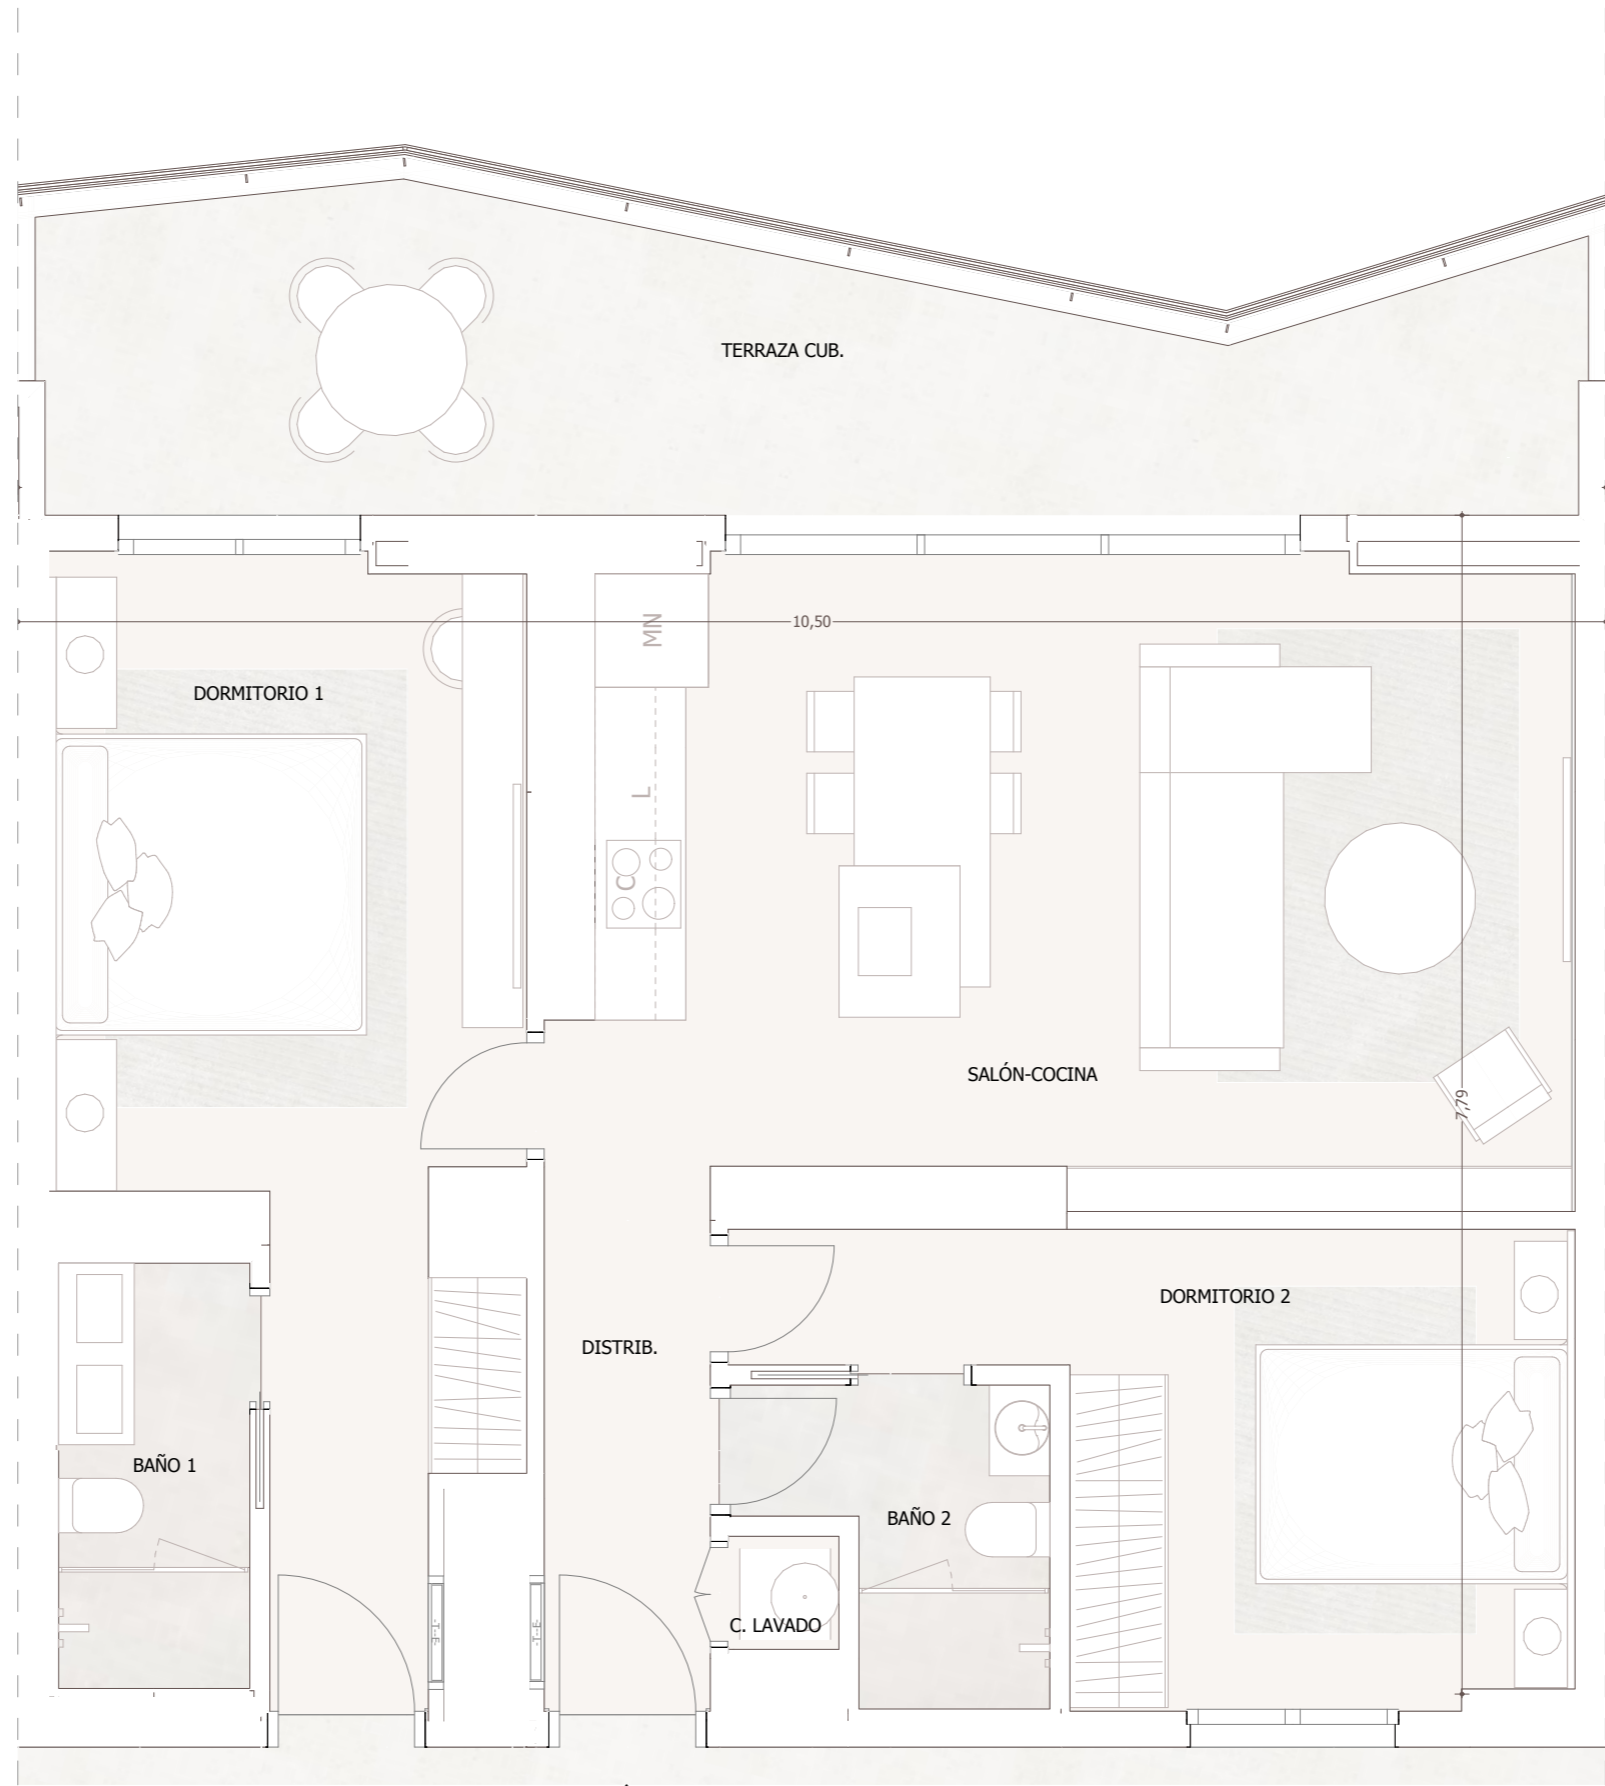 TERRAZA CUB.
10,50
MN
DORMITORIO 1
L
C
SALÓN-COCINA
7,79
DORMITORIO 2
DISTRIB.
BAÑO 1
BAÑO 2
C. LAVADO